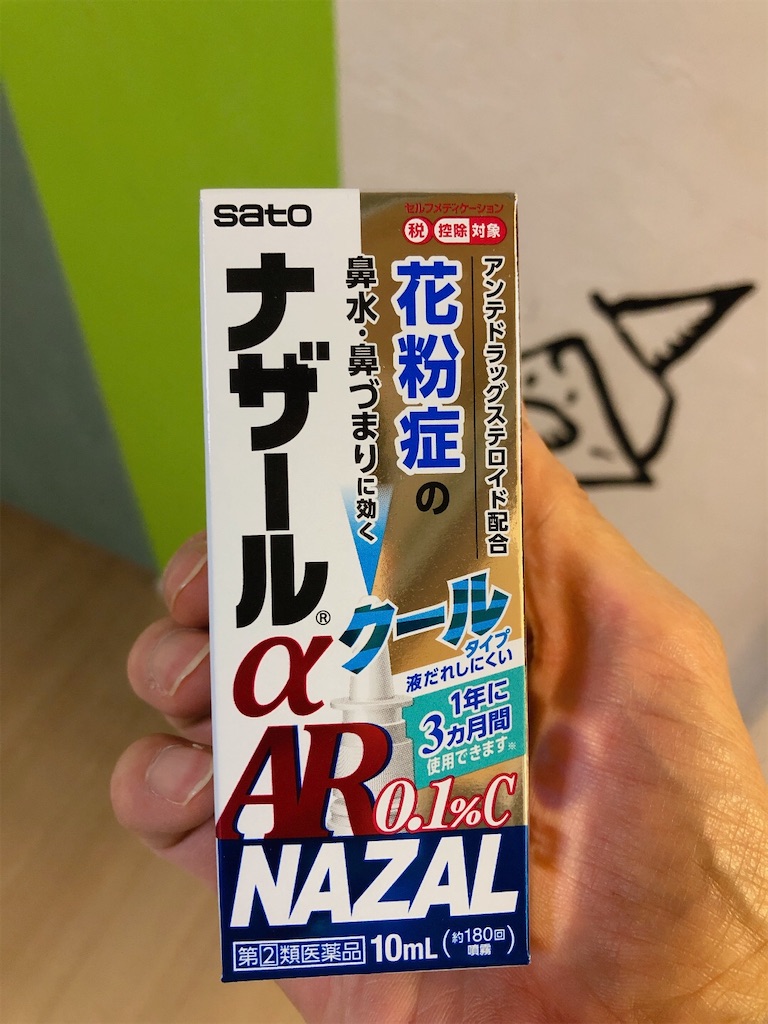 sato
セルフメディケーション
税 控除 対象
アンテドラッグステロイド配合
花粉症の
鼻水・鼻づまりに効く
ナザール®
α
AR
0.1%C
クール
タイプ
液だれしにくい
1年に
3ヵ月間
使用できます※
NAZAL
第②類医薬品 10mL (約180回噴霧)